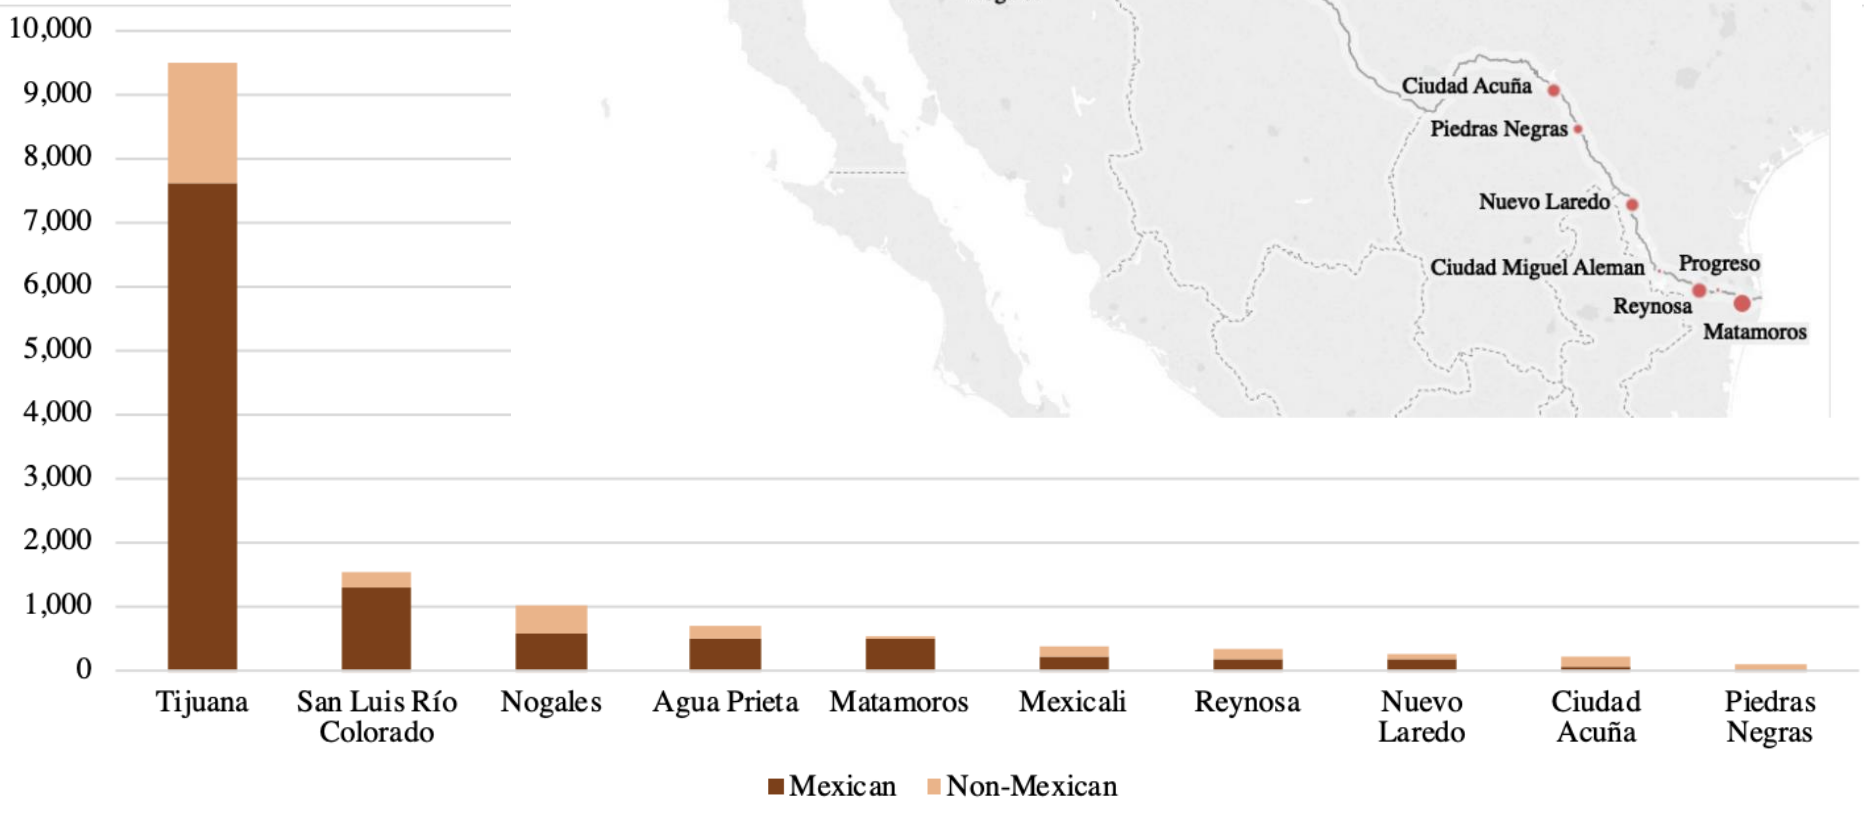 10,000
9,000
8,000
7,000
6,000
5,000
4,000
3,000
2,000
1,000
0
Ciudad Acuña
Piedras Negras
Nuevo Laredo
Ciudad Miguel Aleman
Progreso
Reynosa
Matamoros
Tijuana
San Luis Río
Colorado
Nogales
Agua Prieta
Matamoros
Mexicali
Reynosa
Nuevo
Laredo
Ciudad
Acuña
Piedras
Negras
Mexican
Non-Mexican